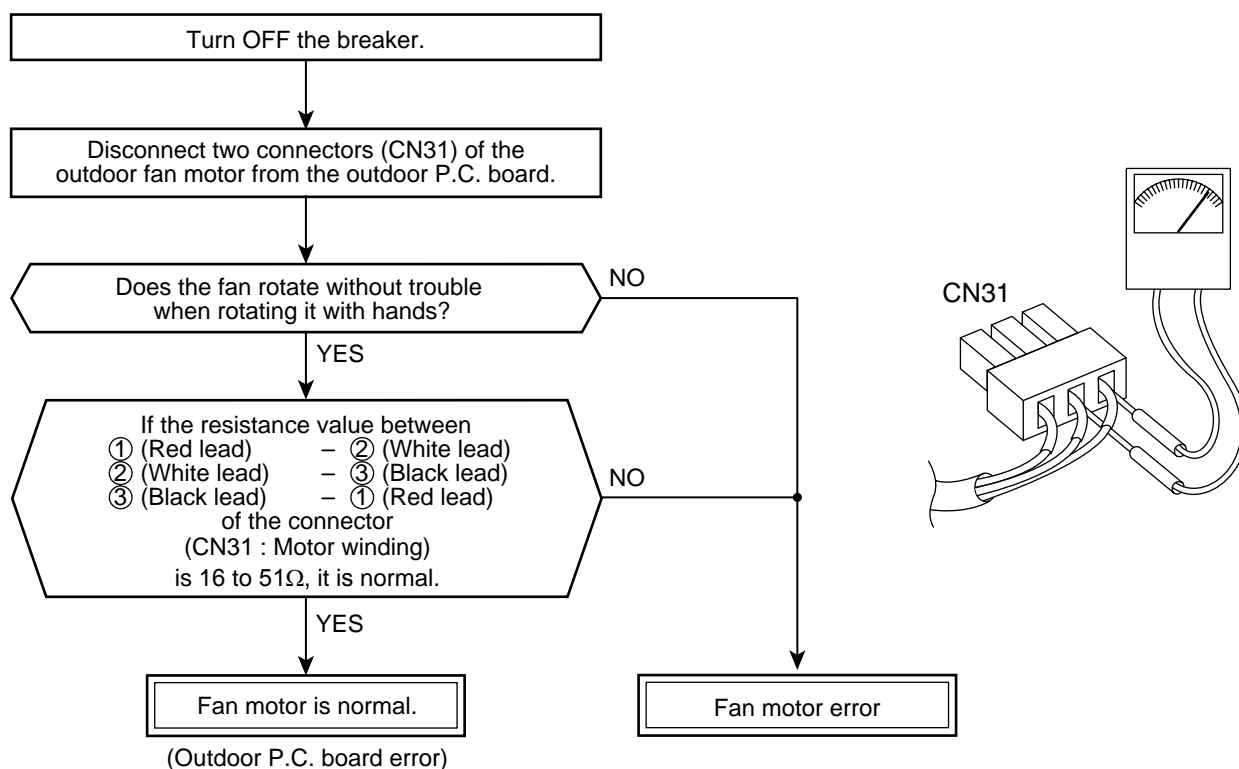 Turn OFF the breaker.
Disconnect two connectors (CN31) of the
outdoor fan motor from the outdoor P.C. board.
Does the fan rotate without trouble
when rotating it with hands?
NO
YES
If the resistance value between
① (Red lead) – ② (White lead)
② (White lead) – ③ (Black lead)
③ (Black lead) – ① (Red lead)
of the connector
(CN31 : Motor winding)
is 16 to 51Ω, it is normal.
NO
YES
Fan motor is normal.
(Outdoor P.C. board error)
Fan motor error
CN31